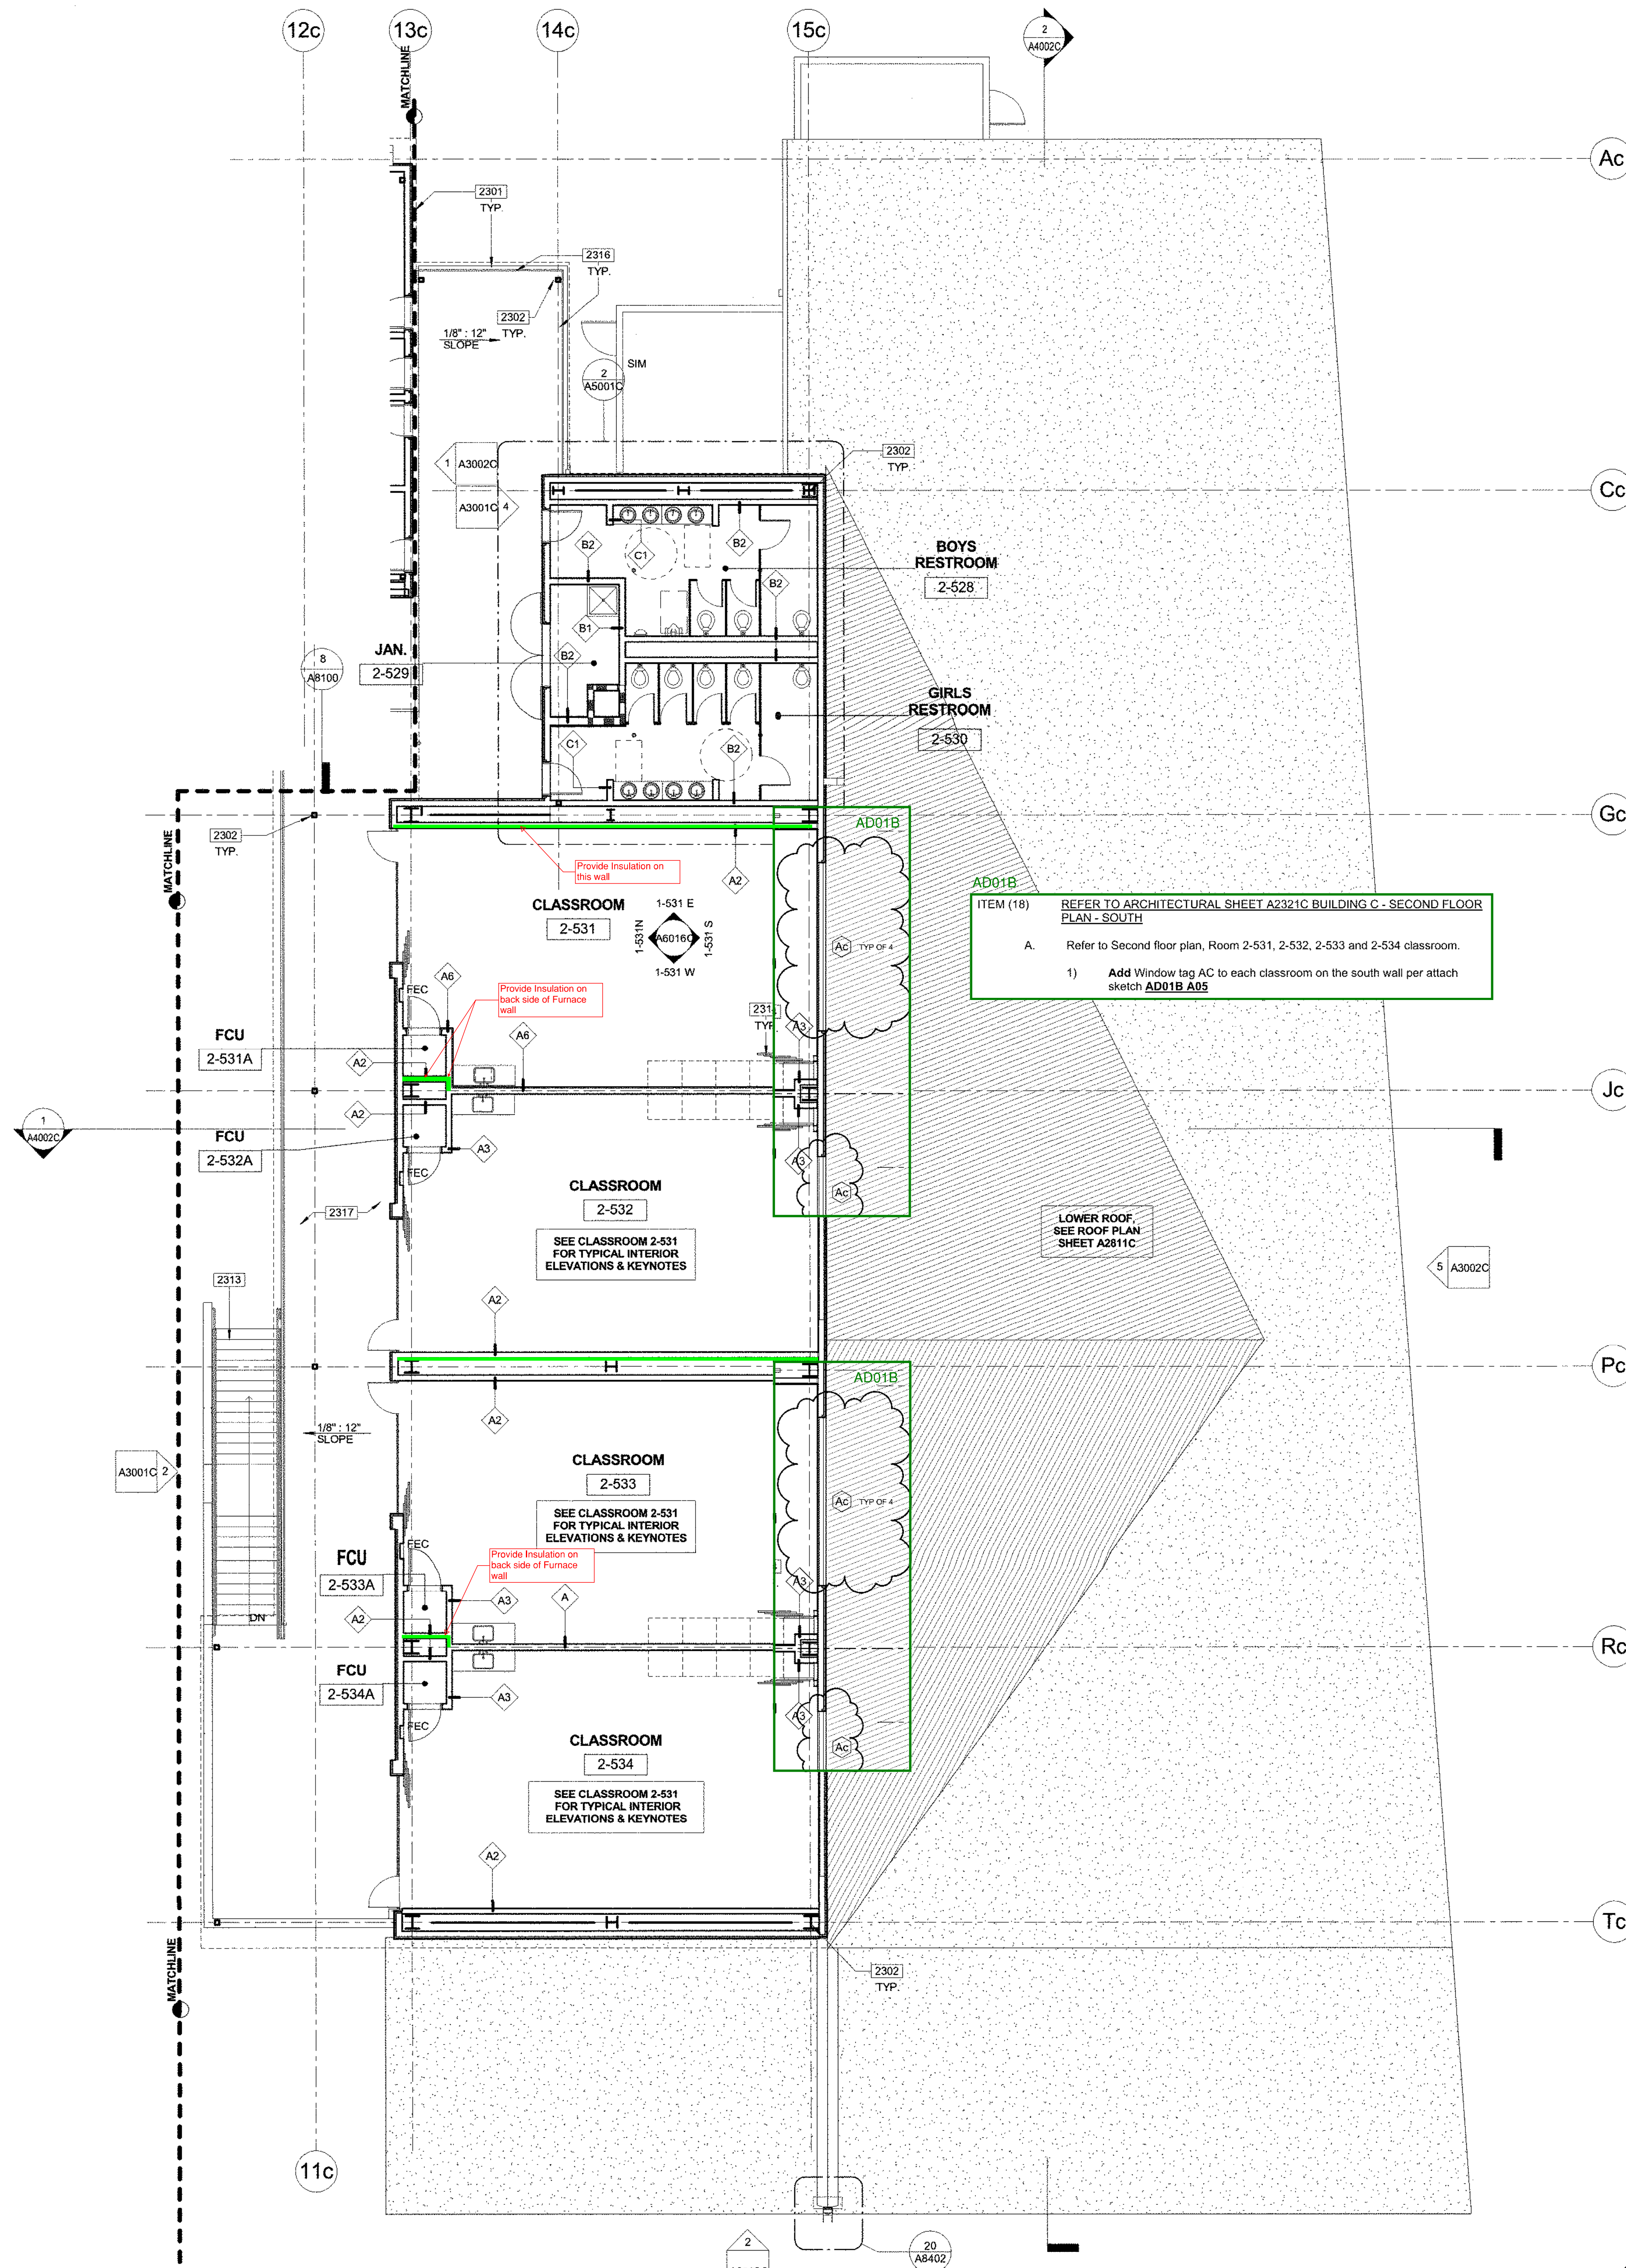 12c
13c
14c
15c
2
A4002C
MATCHLINE
Ac
2301
TYP.
2316
TYP.
2302
TYP.
1/8" : 12"
SLOPE
SIM
2
A5001C
1 A3002C
A3001C 4
2302
TYP.
Cc
B2
C1
B2
B2
BOYS
RESTROOM
2-528
B1
JAN.
2-529
B2
8
A8100
GIRLS
RESTROOM
2-530
C1
B2
MATCHLINE
2302
TYP.
AD01B
Gc
Provide Insulation on
this wall
A2
CLASSROOM
2-531
1-531 E
1-531N
A6016C
1-531 S
1-531 W
Ac TYP OF 4
AD01B
ITEM (18) REFER TO ARCHITECTURAL SHEET A2321C BUILDING C - SECOND FLOOR
PLAN - SOUTH
A. Refer to Second floor plan, Room 2-531, 2-532, 2-533 and 2-534 classroom.
1) Add Window tag AC to each classroom on the south wall per attach
sketch AD01B A05
FEC
A6
Provide Insulation on
back side of Furnace
wall
231
TYP.
A3
FCU
2-531A
A2
A6
Jc
1
A4002C
A2
FCU
2-532A
A3
FEC
A3
Ac
2317
CLASSROOM
2-532
SEE CLASSROOM 2-531
FOR TYPICAL INTERIOR
ELEVATIONS & KEYNOTES
LOWER ROOF,
SEE ROOF PLAN
SHEET A2811C
5 A3002C
2313
A2
Pc
AD01B
A2
1/8" : 12"
SLOPE
A3001C 2
CLASSROOM
2-533
SEE CLASSROOM 2-531
FOR TYPICAL INTERIOR
ELEVATIONS & KEYNOTES
Ac TYP OF 4
FEC
Provide Insulation on
back side of Furnace
wall
FCU
2-533A
A3
A3
A
A2
DN
Rc
FCU
2-534A
A3
FEC
A3
Ac
CLASSROOM
2-534
SEE CLASSROOM 2-531
FOR TYPICAL INTERIOR
ELEVATIONS & KEYNOTES
A2
Tc
MATCHLINE
2302
TYP.
11c
2
20
A8402